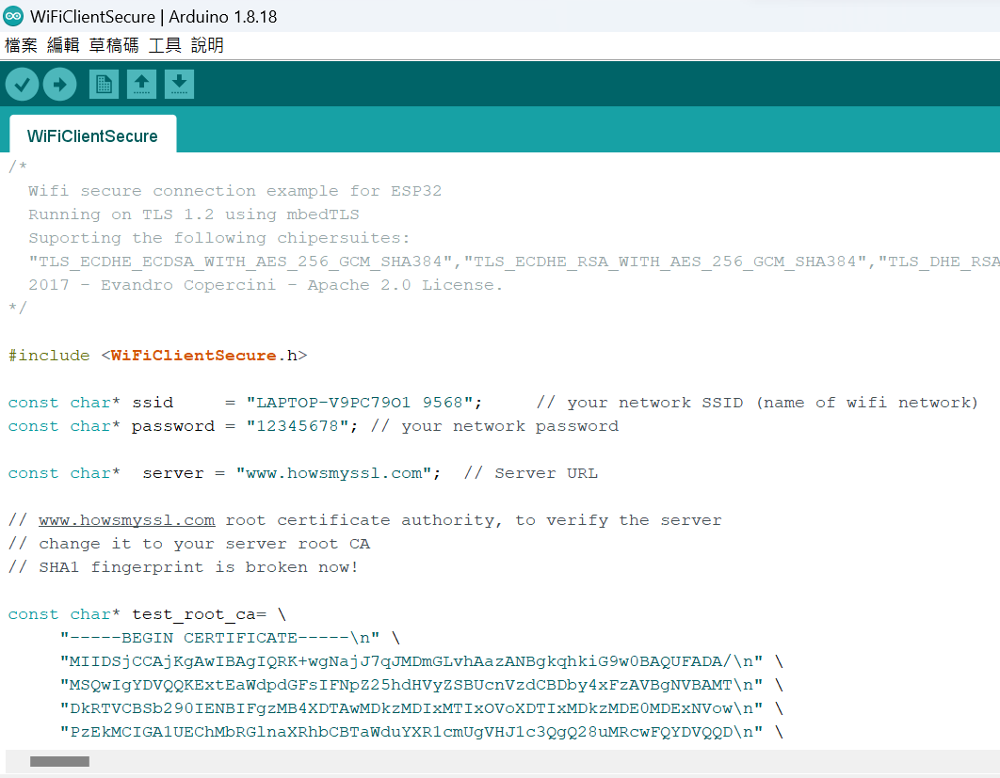 WiFiClientSecure | Arduino 1.8.18
檔案 編輯 草稿碼 工具 說明
WiFiClientSecure
/*
Wifi secure connection example for ESP32
Running on TLS 1.2 using mbedTLS
Suporting the following chipersuites:
"TLS_ECDHE_ECDSA_WITH_AES_256_GCM_SHA384","TLS_ECDHE_RSA_WITH_AES_256_GCM_SHA384","TLS_DHE_RSA
2017 - Evandro Copercini - Apache 2.0 License.
*/
#include <WiFiClientSecure.h>
const char* ssid     = "LAPTOP-V9PC79O1 9568";     // your network SSID (name of wifi network)
const char* password = "12345678"; // your network password
const char*  server = "www.howsmyssl.com";  // Server URL
// www.howsmyssl.com root certificate authority, to verify the server
// change it to your server root CA
// SHA1 fingerprint is broken now!
const char* test_root_ca= \
"-----BEGIN CERTIFICATE-----\n" \
"MIIDSjCCAjKgAwIBAgIQRK+wgNajJ7qJMDmGLvhAazANBgkqhkiG9w0BAQUFADA/\n" \
"MSQwIgYDVQQKExtEaWdpdGFsIFNpZ25hdHVyZSBUcnVzdCBDby4xFzAVBgNVBAMT\n" \
"DkRTVCBSb290IENBIFgzMB4XDTAwMDkzMDIxMTIxOVoXDTIxMDkzMDE0MDExNVow\n" \
"PzEkMCIGA1UEChMbRGlnaXRhbCBTaWduYXR1cmUgVHJ1c3QgQ28uMRcwFQYDVQQD\n" \